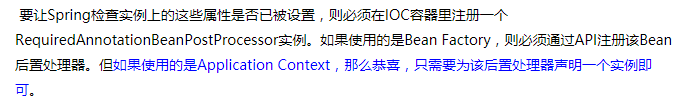 要让Spring检查实例上的这些属性是否已被设置，则必须在IOC容器里注册一个
RequiredAnnotationBeanPostProcessor实例。如果使用的是Bean Factory，则必须通过API注册该Bean
后置处理器。但如果使用的是Application Context，那么恭喜，只需要为该后置处理器声明一个实例即
可。